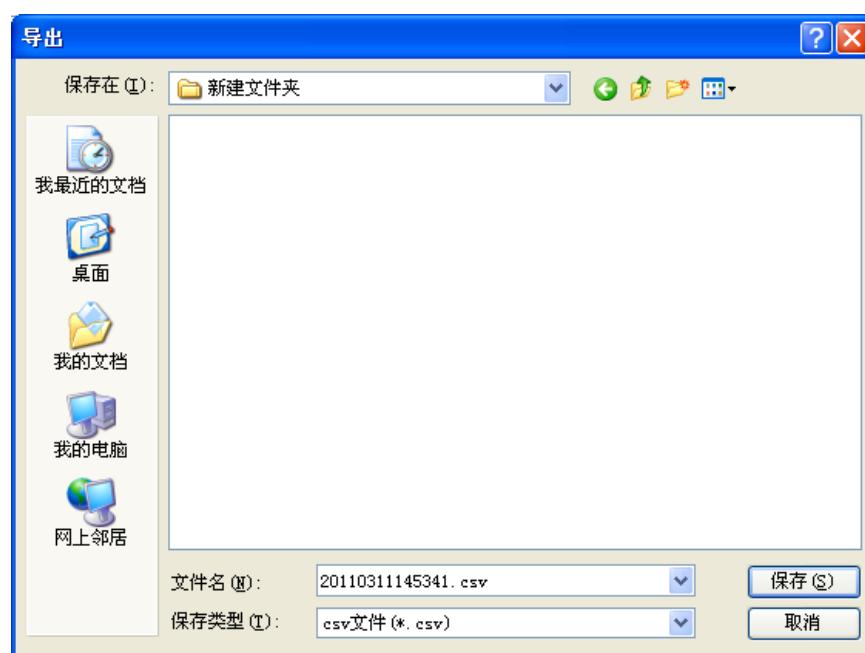 导出
保存在(I):
新建文件夹
我最近的文档
桌面
我的文档
我的电脑
网上邻居
文件名(N):
20110311145341.csv
保存(S)
保存类型(T):
csv文件(*.csv)
取消